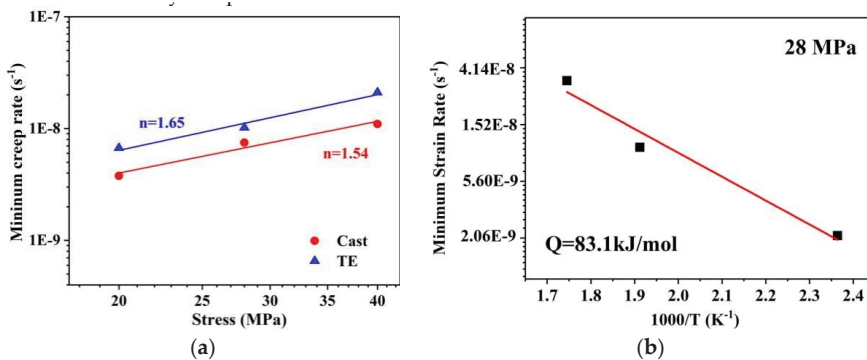 Mininum creep rate (s-1)
1E-7
1E-8
1E-9
n=1.65
n=1.54
Cast
TE
20
25
30
35
40
Stress (MPa)
(a)
Minimum Strain Rate (s-1)
28 MPa
4.14E-8
1.52E-8
5.60E-9
2.06E-9
Q=83.1kJ/mol
1.7
1.8
1.9
2.0
2.1
2.2
2.3
2.4
1000/T (K-1)
(b)